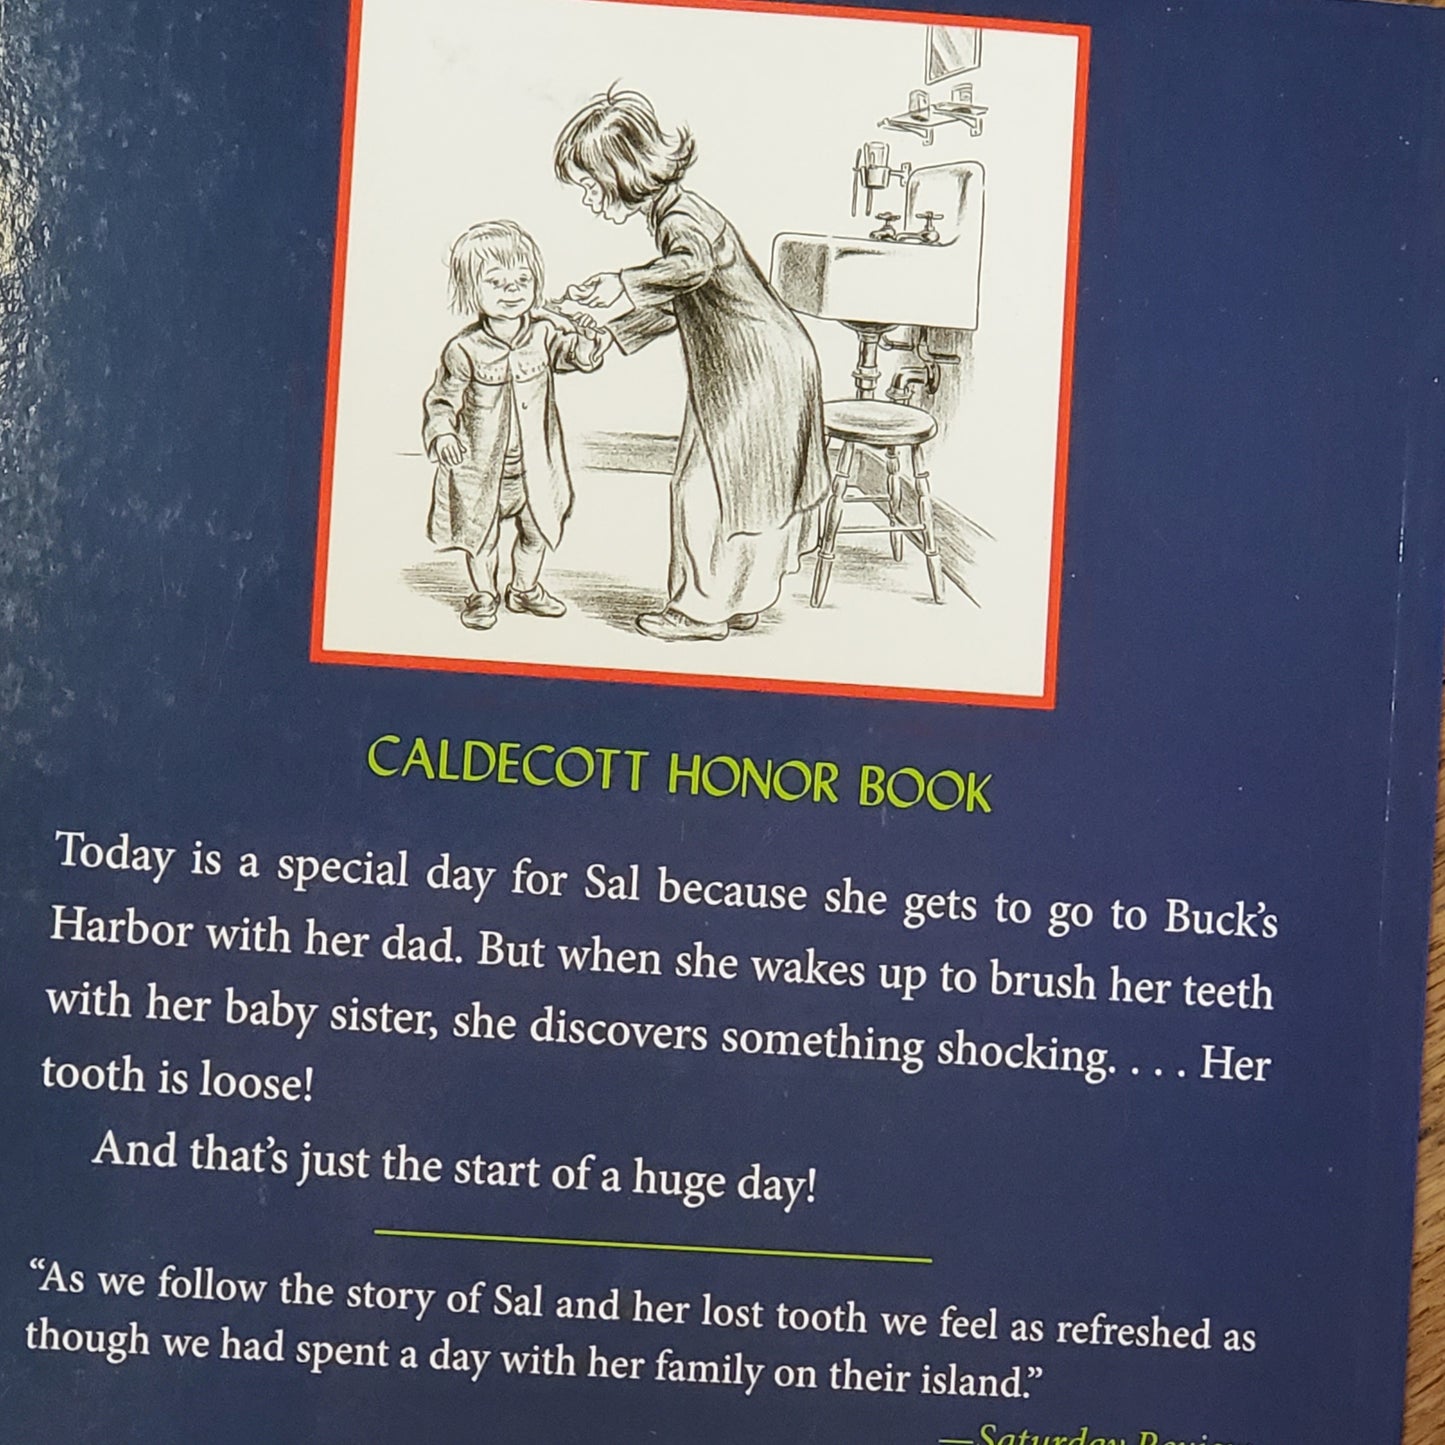 CALDECOTT HONOR BOOK
Today is a special day for Sal because she gets to go to Buck’s
Harbor with her dad. But when she wakes up to brush her teeth
with her baby sister, she discovers something shocking. . . . Her
tooth is loose!
And that’s just the start of a huge day!
“As we follow the story of Sal and her lost tooth we feel as refreshed as
though we had spent a day with her family on their island.”
—Saturday Review